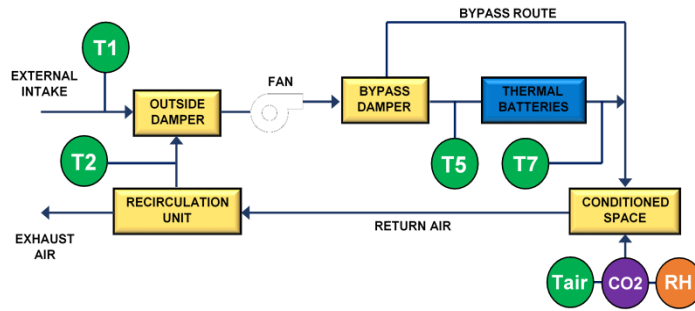 BYPASS ROUTE
T1
EXTERNAL
INTAKE
FAN
OUTSIDE
DAMPER
BYPASS
DAMPER
THERMAL
BATTERIES
T2
T5
T7
RECIRCULATION
UNIT
CONDITIONED
SPACE
RETURN AIR
EXHAUST
AIR
Tair
CO2
RH